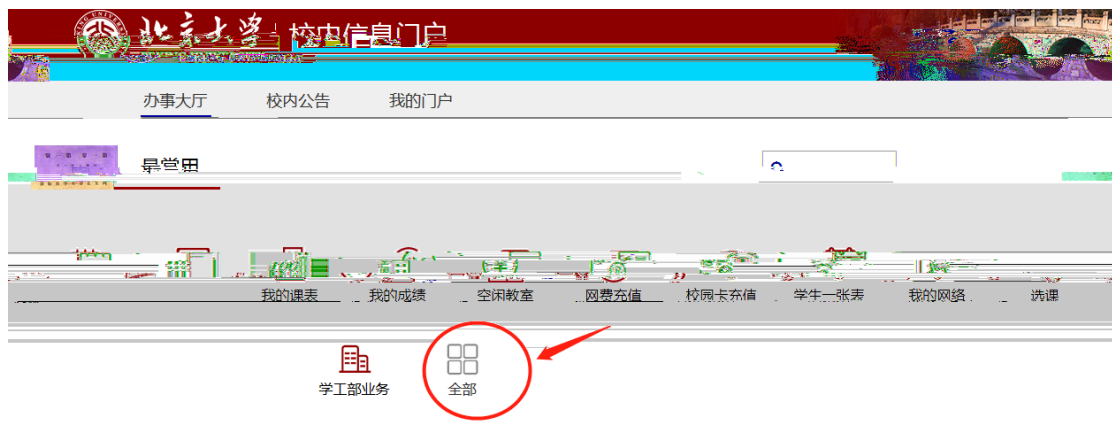 北京大学 校内信息门户
办事大厅 校内公告 我的门户
最常用
我的课表 我的成绩 空闲教室 网费充值 校园卡充值 学生一张表 我的网络 选课
学工部业务 全部